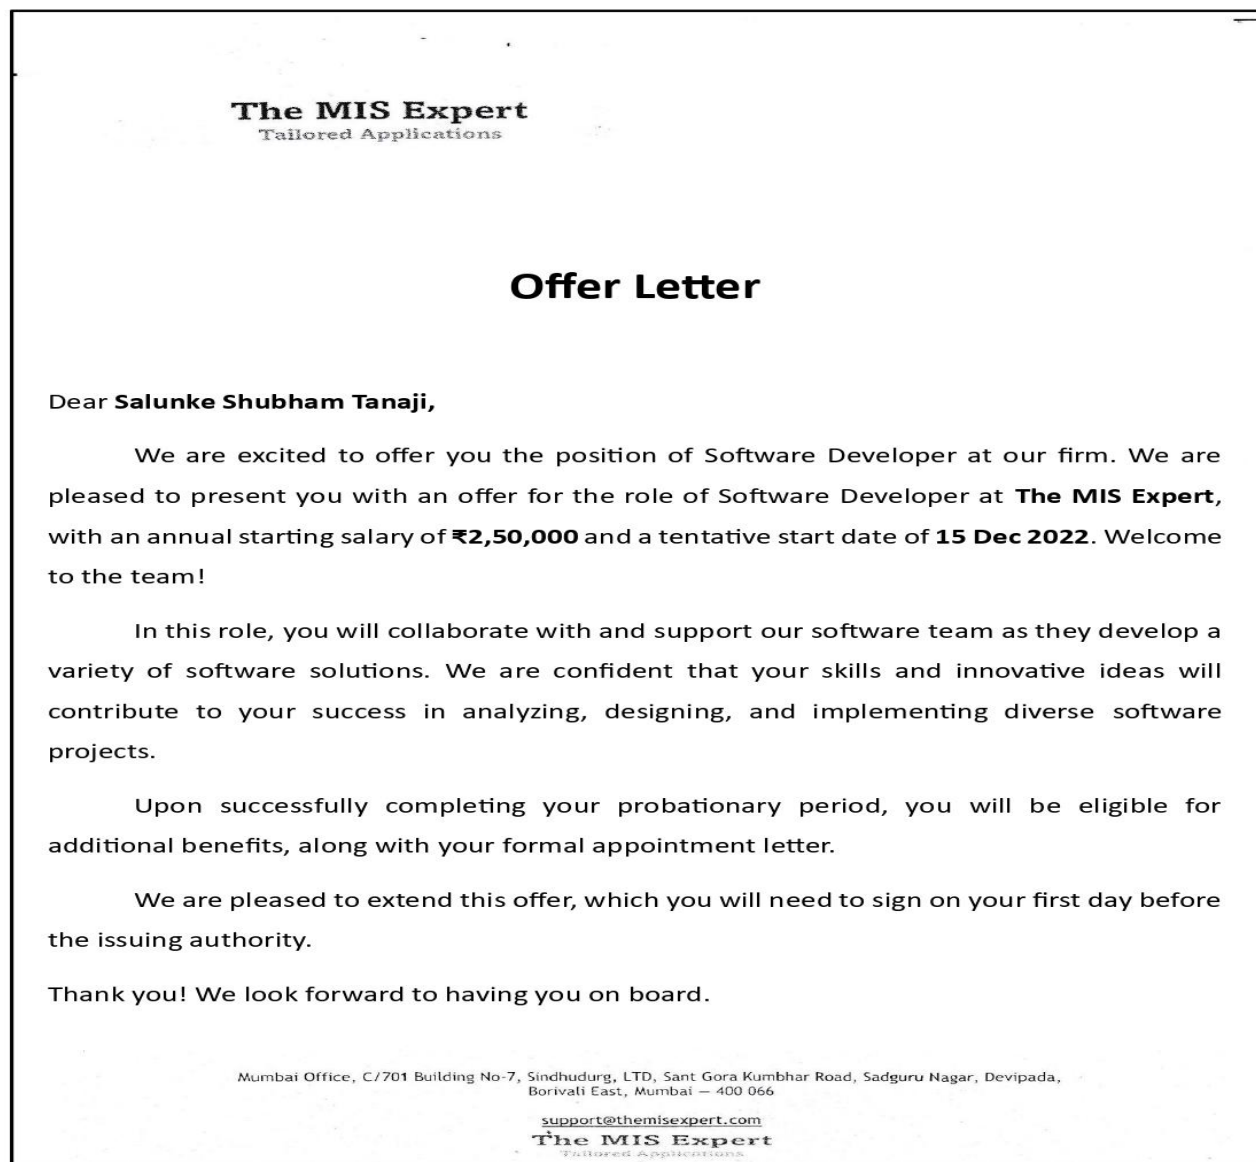 The MIS Expert
Tailored Applications
Offer Letter
Dear Salunke Shubham Tanaji,
We are excited to offer you the position of Software Developer at our firm. We are
pleased to present you with an offer for the role of Software Developer at The MIS Expert,
with an annual starting salary of ₹2,50,000 and a tentative start date of 15 Dec 2022. Welcome
to the team!
In this role, you will collaborate with and support our software team as they develop a
variety of software solutions. We are confident that your skills and innovative ideas will
contribute to your success in analyzing, designing, and implementing diverse software
projects.
Upon successfully completing your probationary period, you will be eligible for
additional benefits, along with your formal appointment letter.
We are pleased to extend this offer, which you will need to sign on your first day before
the issuing authority.
Thank you! We look forward to having you on board.
Mumbai Office, C/701 Building No-7, Sindhudurg, LTD, Sant Gora Kumbhar Road, Sadguru Nagar, Devipada,
Borivali East, Mumbai – 400 066
support@themisexpert.com
The MIS Expert
Tailored Applications